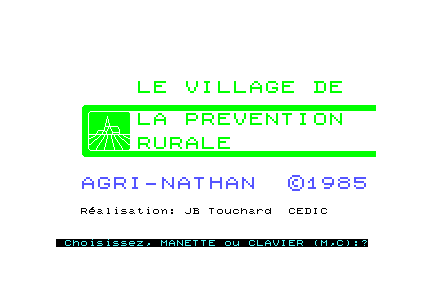 LE VILLAGE DE
LA PREVENTION
RURALE
AGRI-NATHAN ©1985
Réalisation: JB Touchard CEDIC
Choisissez, MANETTE ou CLAVIER (M,C):?